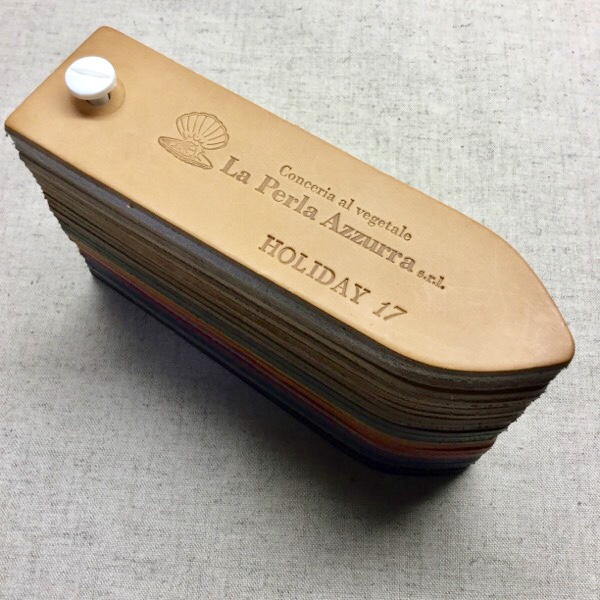 Conceria al vegetale
La Perla Azzurra s.r.l.
HOLIDAY 17